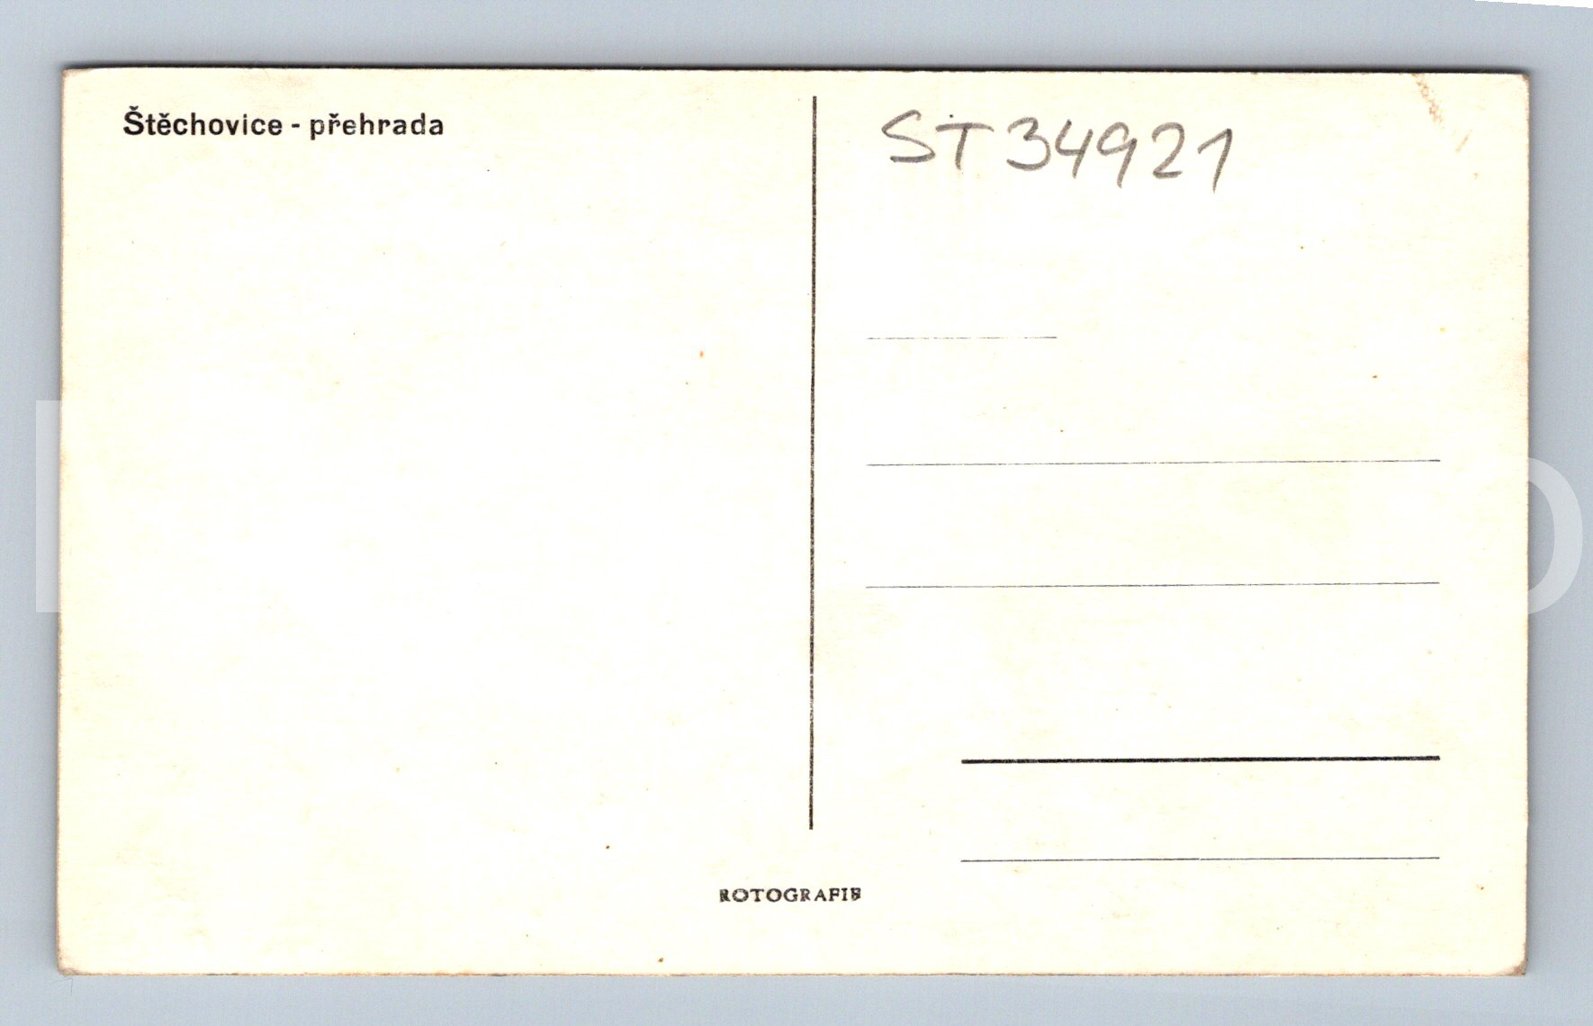 Štěchovice - přehrada
ST34921
ROTOGRAFIE